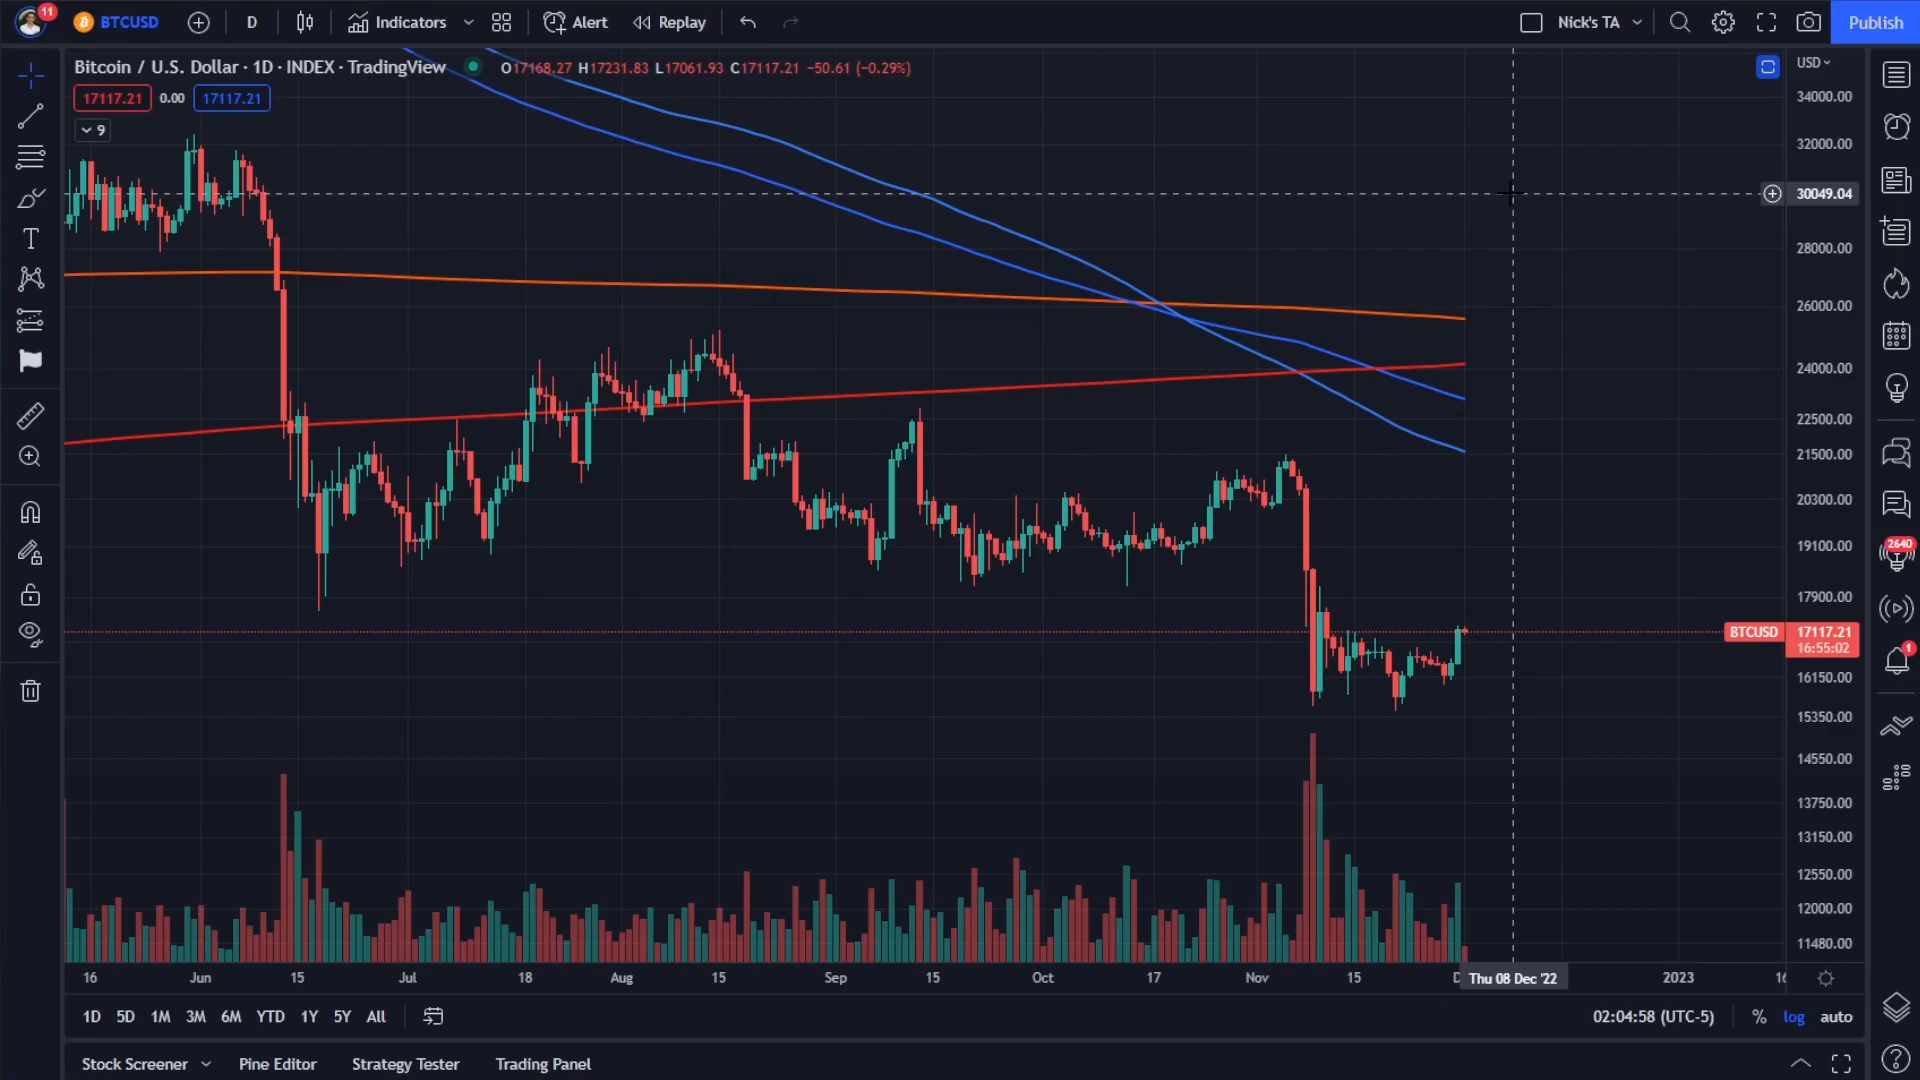 11 BTCUSD D Indicators Alert Replay Nick's TA Publish
Bitcoin / U.S. Dollar · 1D · INDEX · TradingView O17168.27 H17231.83 L17061.93 C17117.21 −50.61 (−0.29%)
17117.21 0.00 17117.21
9
USD
34000.00
32000.00
30049.04
28000.00
26000.00
24000.00
22500.00
21500.00
20300.00
19100.00
17900.00
BTCUSD 17117.21
16:55:02
16150.00
15350.00
14550.00
13750.00
13150.00
12550.00
12000.00
11480.00
2640
1
16 Jun 15 Jul 18 Aug 15 Sep 15 Oct 17 Nov 15 Thu 08 Dec '22 2023
1D 5D 1M 3M 6M YTD 1Y 5Y All 02:04:58 (UTC-5) % log auto
Stock Screener Pine Editor Strategy Tester Trading Panel